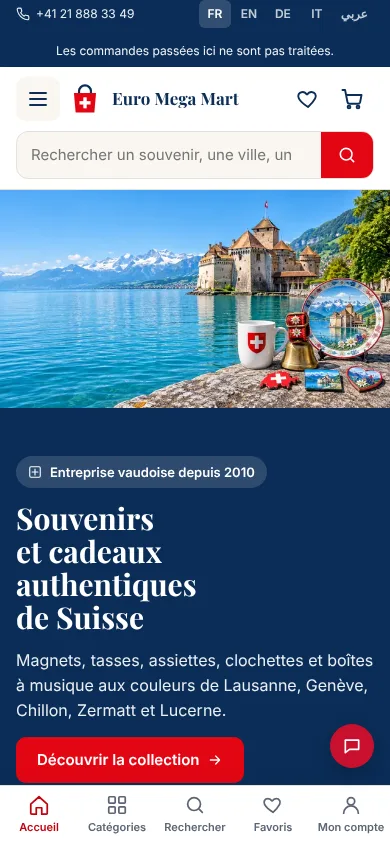 +41 21 888 33 49
FR EN DE IT عربي
Les commandes passées ici ne sont pas traitées.
Euro Mega Mart
Rechercher un souvenir, une ville, un
Entreprise vaudoise depuis 2010
Souvenirs
et cadeaux
authentiques
de Suisse
Magnets, tasses, assiettes, clochettes et boîtes
à musique aux couleurs de Lausanne, Genève,
Chillon, Zermatt et Lucerne.
Découvrir la collection →
Accueil Catégories Rechercher Favoris Mon compte